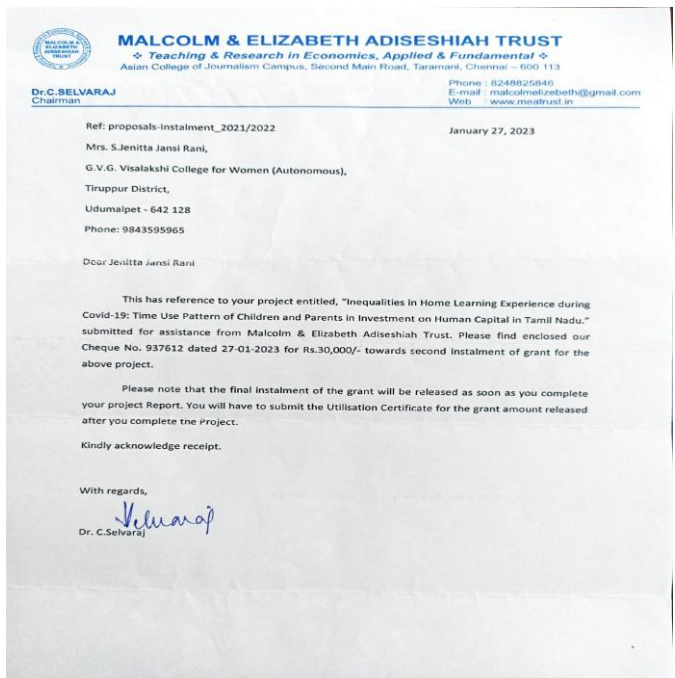 MALCOLM & ELIZABETH ADISESHIAH TRUST
MALCOLM & ELIZABETH ADISESHIAH TRUST
❖ Teaching & Research in Economics, Applied & Fundamental ❖
Asian College of Journalism Campus, Second Main Road, Taramani, Chennai – 600 113
Dr.C.SELVARAJ
Chairman
Phone : 8248825846
E-mail : malcolmelizebeth@gmail.com
Web : www.meatrust.in
Ref: proposals-Instalment_2021/2022
January 27, 2023
Mrs. S.Jenitta Jansi Rani,
G.V.G. Visalakshi College for Women (Autonomous),
Tiruppur District,
Udumalpet - 642 128
Phone: 9843595965
Dear Jenitta Jansi Rani
This has reference to your project entitled, "Inequalities in Home Learning Experience during
Covid-19: Time Use Pattern of Children and Parents in Investment on Human Capital in Tamil Nadu."
submitted for assistance from Malcolm & Elizabeth Adiseshiah Trust. Please find enclosed our
Cheque No. 937612 dated 27-01-2023 for Rs.30,000/- towards second instalment of grant for the
above project.
Please note that the final instalment of the grant will be released as soon as you complete
your project Report. You will have to submit the Utilisation Certificate for the grant amount released
after you complete the Project.
Kindly acknowledge receipt.
With regards,
Dr. C.Selvaraj